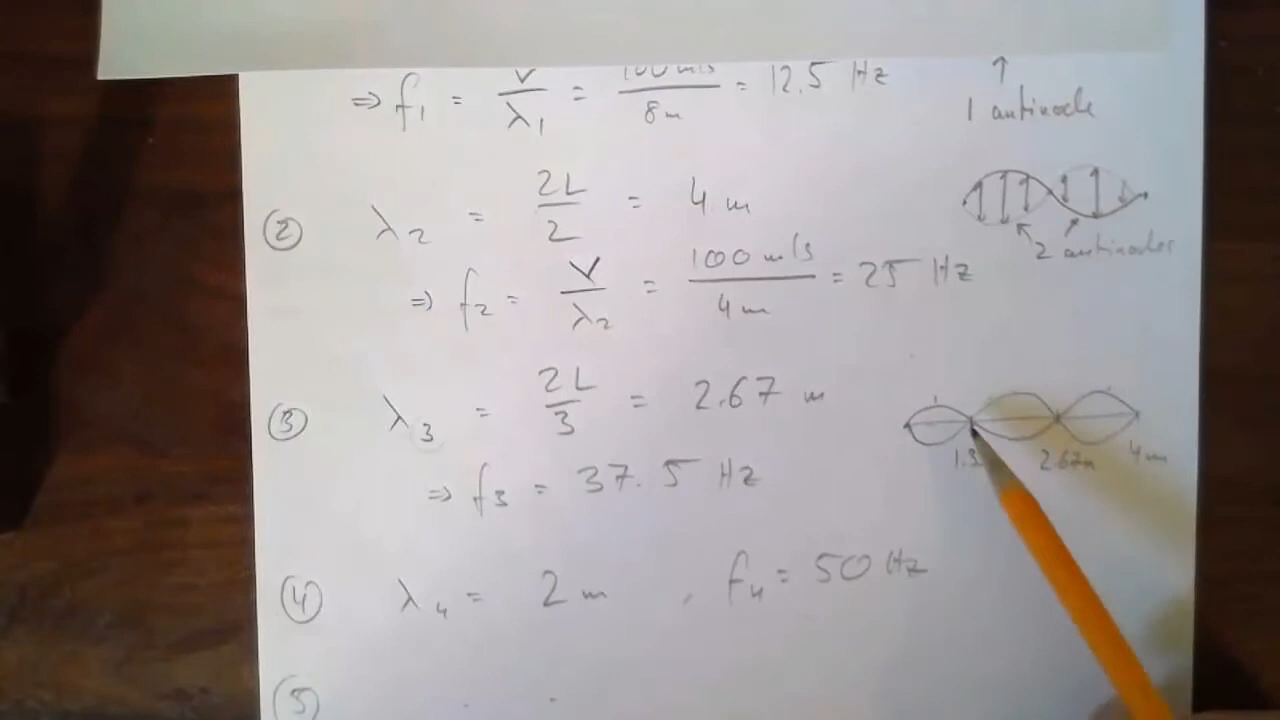 ⇒ f₁ = V/λ₁ = 100 m/s / 8m = 12.5 Hz
↑
1 antinode
② λ₂ = 2L/2 = 4 m
2 antinodes
⇒ f₂ = V/λ₂ = 100 m/s / 4m = 25 Hz
③ λ₃ = 2L/3 = 2.67 m
1.3 2.67m 4m
⇒ f₃ = 37.5 Hz
④ λ₄ = 2 m , f₄ = 50 Hz
⑤